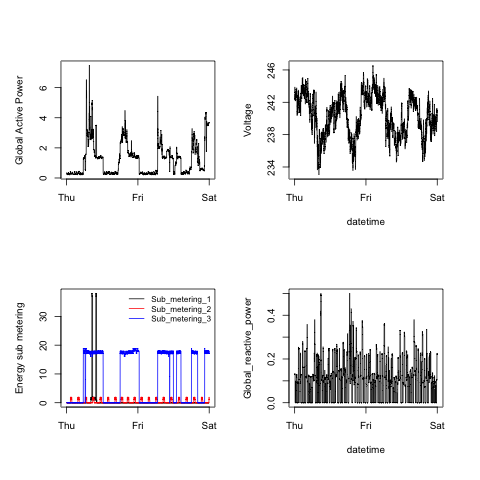 Global Active Power
0 2 4 6
Thu Fri Sat
Voltage
234 238 242 246
Thu Fri Sat
datetime
Energy sub metering
0 10 20 30
Sub_metering_1
Sub_metering_2
Sub_metering_3
Thu Fri Sat
Global_reactive_power
0.0 0.2 0.4
Thu Fri Sat
datetime